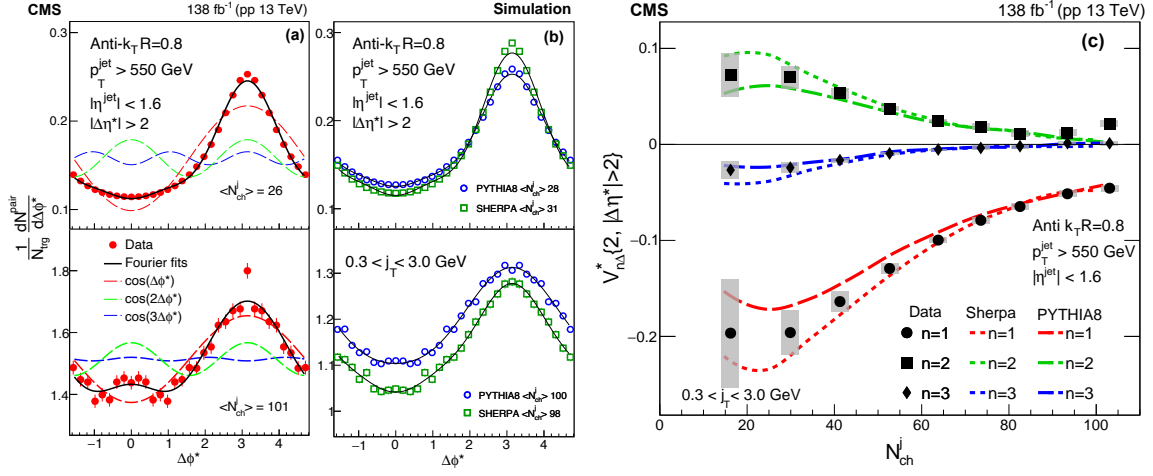 CMS
138 fb⁻¹ (pp 13 TeV)
Simulation
(a)
Anti-k_T R=0.8
p_T^jet > 550 GeV
|η^jet| < 1.6
|Δη*| > 2
<N_ch^j> = 26
0.3
0.2
0.1
(b)
Anti-k_T R=0.8
p_T^jet > 550 GeV
|η^jet| < 1.6
|Δη*| > 2
PYTHIA8 <N_ch^j> 28
SHERPA <N_ch^j> 31
0.3
0.2
0.1
1/N_trg dN^pair/dΔφ*
Data
Fourier fits
cos(Δφ*)
cos(2Δφ*)
cos(3Δφ*)
<N_ch^j> = 101
1.8
1.6
1.4
−1 0 1 2 3 4
Δφ*
0.3 < j_T < 3.0 GeV
PYTHIA8 <N_ch^j> 100
SHERPA <N_ch^j> 98
1.3
1.2
1.1
1
−1 0 1 2 3 4
Δφ*
CMS
138 fb⁻¹ (pp 13 TeV)
(c)
V*_nΔ{2, |Δη*|>2}
0.1
0
−0.1
−0.2
Anti k_T R=0.8
p_T^jet > 550 GeV
|η^jet| < 1.6
Data Sherpa PYTHIA8
n=1 n=1 n=1
n=2 n=2 n=2
n=3 n=3 n=3
0.3 < j_T < 3.0 GeV
0 20 40 60 80 100 120
N_ch^j